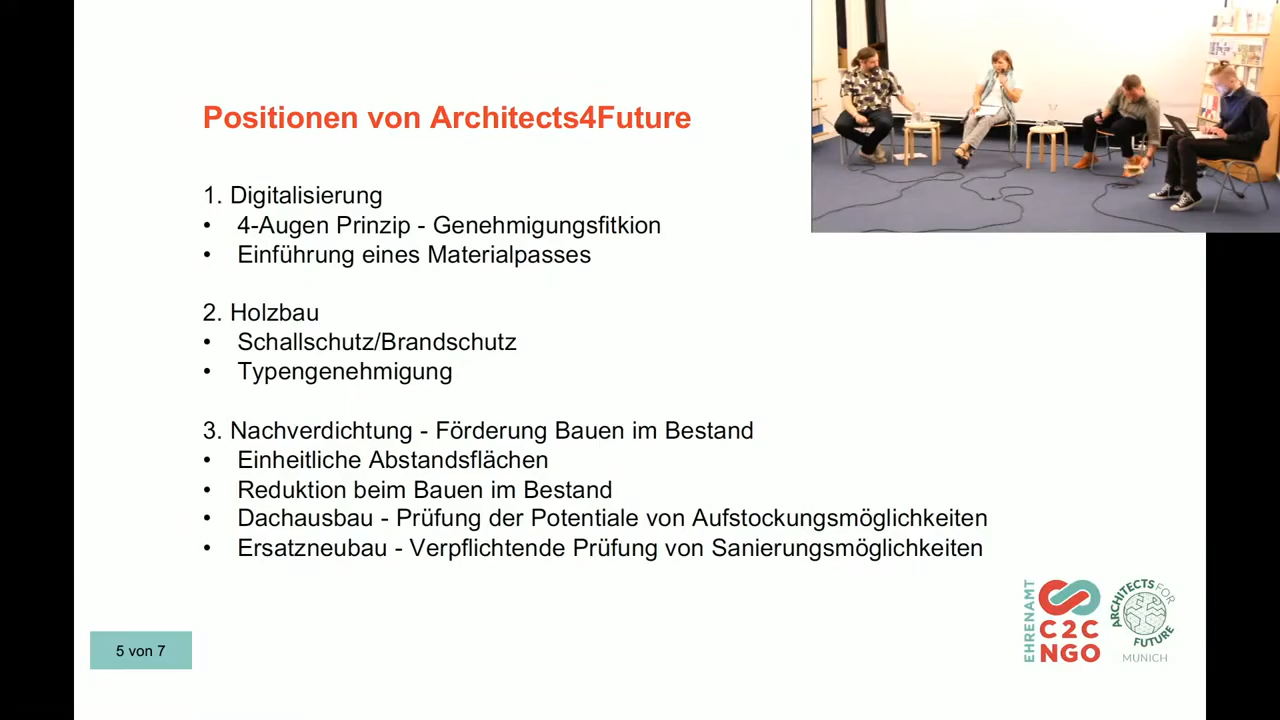 Positionen von Architects4Future
1. Digitalisierung
• 4-Augen Prinzip - Genehmigungsfitkion
• Einführung eines Materialpasses
2. Holzbau
• Schallschutz/Brandschutz
• Typengenehmigung
3. Nachverdichtung - Förderung Bauen im Bestand
• Einheitliche Abstandsflächen
• Reduktion beim Bauen im Bestand
• Dachausbau - Prüfung der Potentiale von Aufstockungsmöglichkeiten
• Ersatzneubau - Verpflichtende Prüfung von Sanierungsmöglichkeiten
5 von 7
EHRENAMT
C2C
NGO
ARCHITECTS FOR
FUTURE
MUNICH